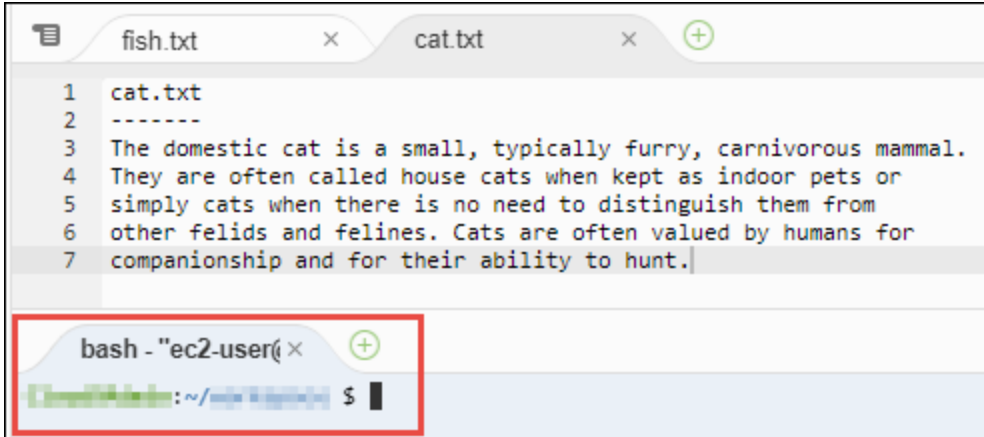 fish.txt × cat.txt ×
1 cat.txt
2 -------
3 The domestic cat is a small, typically furry, carnivorous mammal.
4 They are often called house cats when kept as indoor pets or
5 simply cats when there is no need to distinguish them from
6 other felids and felines. Cats are often valued by humans for
7 companionship and for their ability to hunt.
bash - "ec2-user( ×
:~/ $